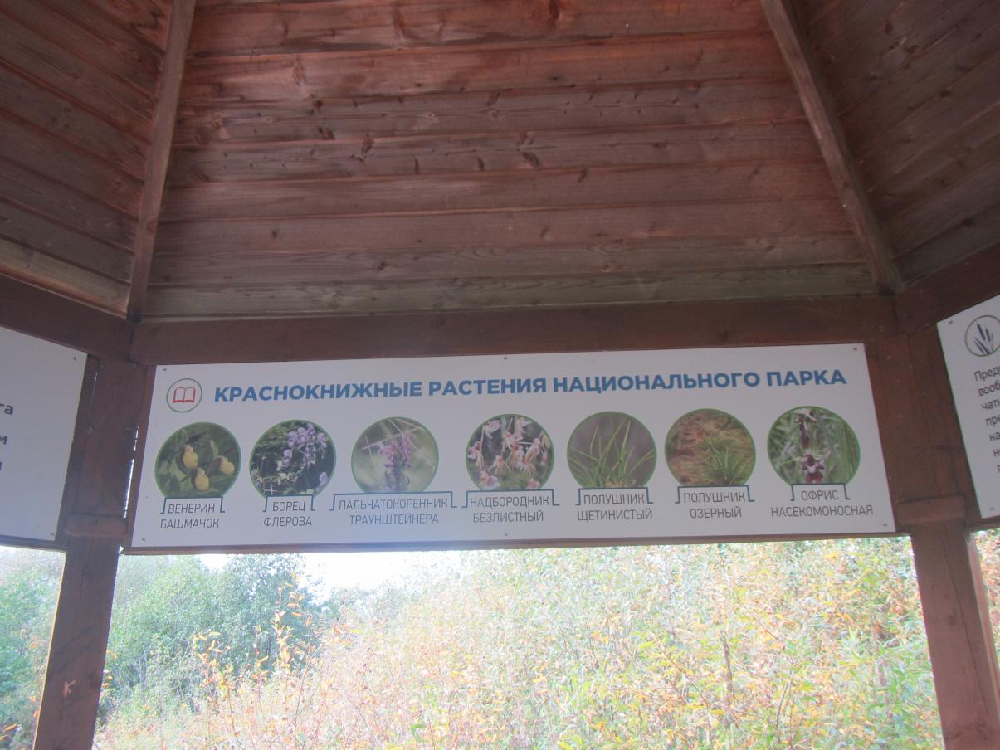 КРАСНОКНИЖНЫЕ РАСТЕНИЯ НАЦИОНАЛЬНОГО ПАРКА
ВЕНЕРИН
БАШМАЧОК
БОРЕЦ
ФЛЕРОВА
ПАЛЬЧАТОКОРЕННИК
ТРАУНШТЕЙНЕРА
НАДБОРОДНИК
БЕЗЛИСТНЫЙ
ПОЛУШНИК
ЩЕТИНИСТЫЙ
ПОЛУШНИК
ОЗЕРНЫЙ
ОФРИС
НАСЕКОМОНОСНАЯ